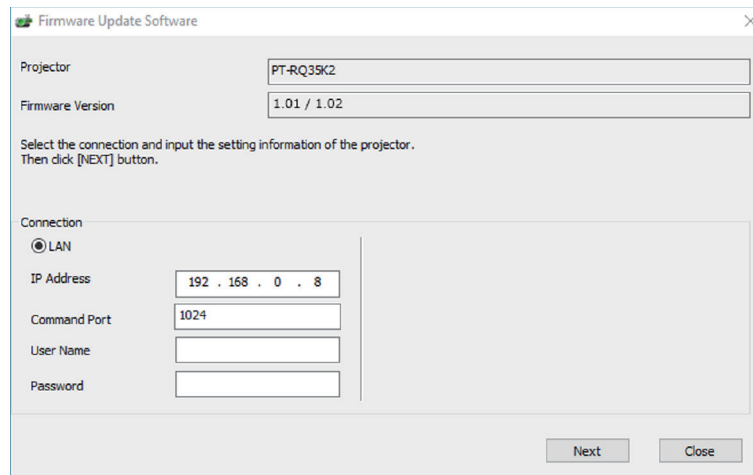 Firmware Update Software
Projector PT-RQ35K2
Firmware Version 1.01 / 1.02
Select the connection and input the setting information of the projector.
Then click [NEXT] button.
Connection
LAN
IP Address 192 . 168 . 0 . 8
Command Port 1024
User Name
Password
Next Close